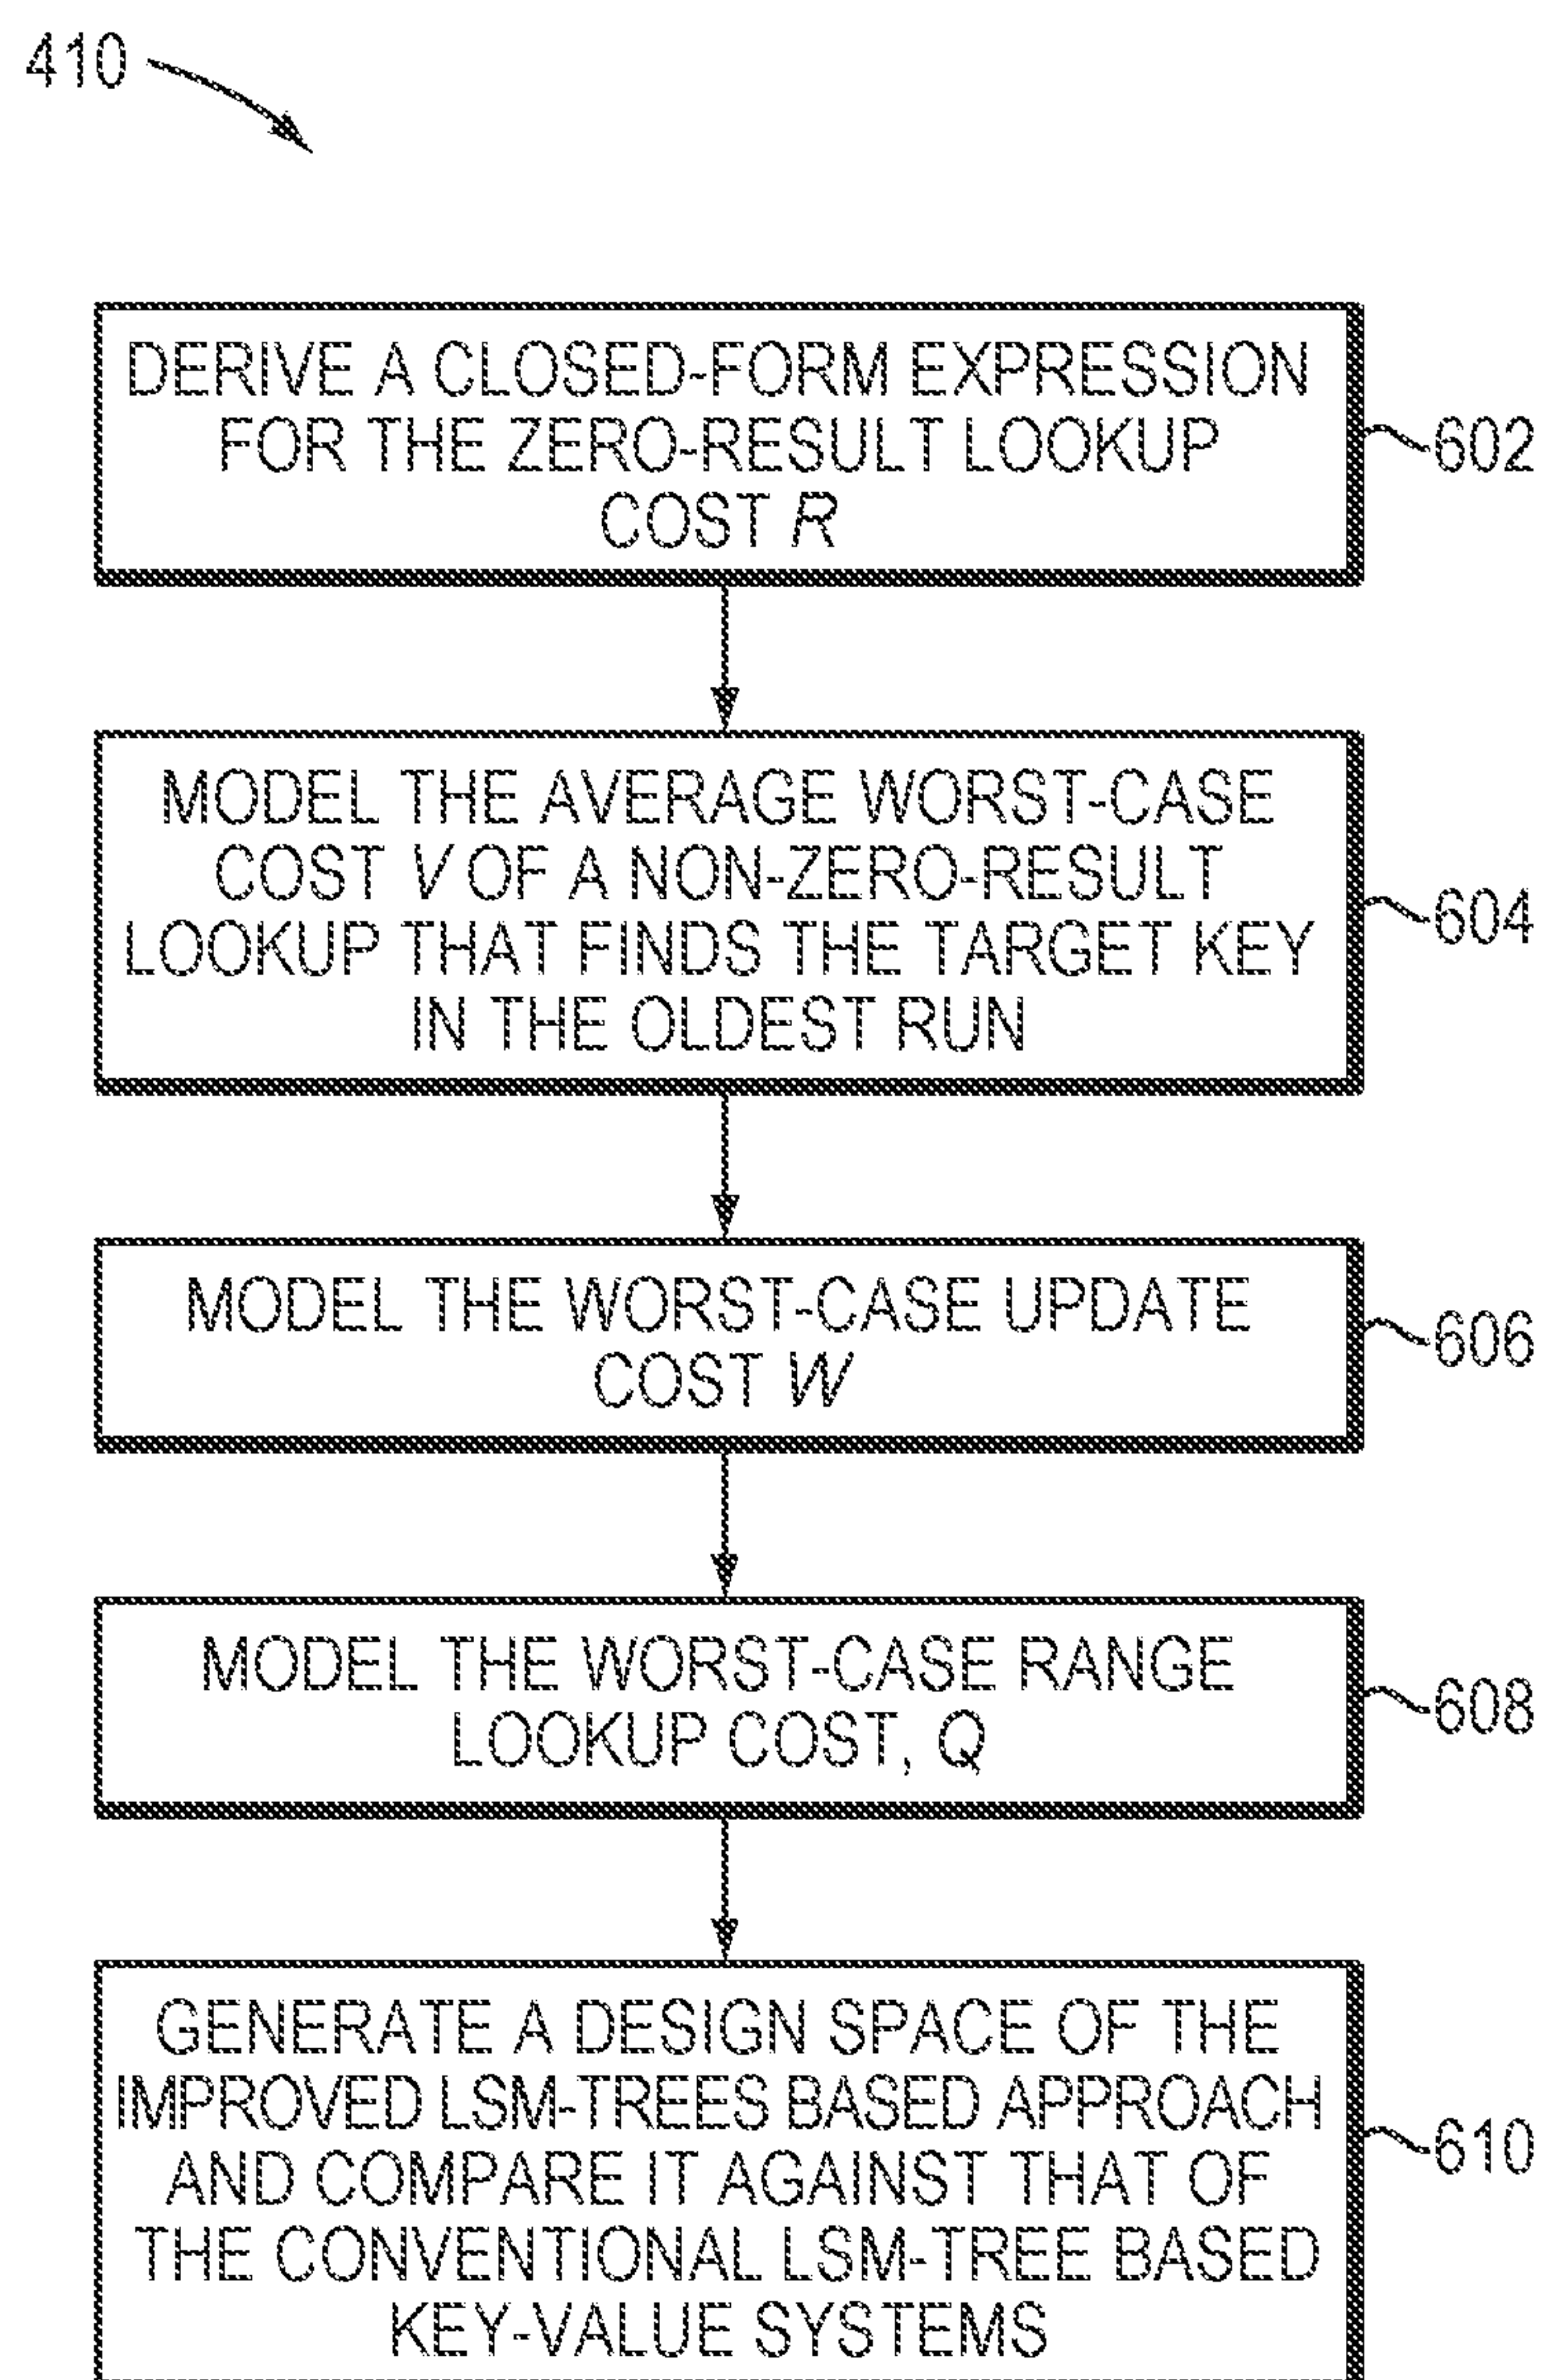 410
DERIVE A CLOSED-FORM EXPRESSION
FOR THE ZERO-RESULT LOOKUP
COST R
602
MODEL THE AVERAGE WORST-CASE
COST V OF A NON-ZERO-RESULT
LOOKUP THAT FINDS THE TARGET KEY
IN THE OLDEST RUN
604
MODEL THE WORST-CASE UPDATE
COST W
606
MODEL THE WORST-CASE RANGE
LOOKUP COST, Q
608
GENERATE A DESIGN SPACE OF THE
IMPROVED LSM-TREES BASED APPROACH
AND COMPARE IT AGAINST THAT OF
THE CONVENTIONAL LSM-TREE BASED
KEY-VALUE SYSTEMS
610